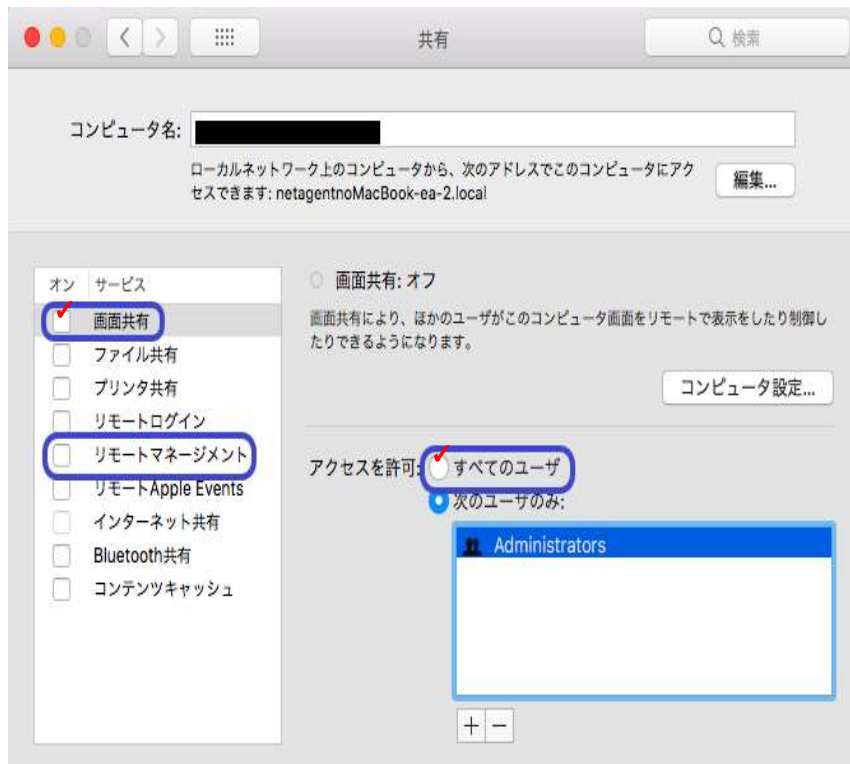 共有
検索
コンピュータ名:
ローカルネットワーク上のコンピュータから、次のアドレスでこのコンピュータにアク
セスできます: netagentnoMacBook-ea-2.local
編集...
オン サービス
画面共有
ファイル共有
プリンタ共有
リモートログイン
リモートマネージメント
リモートApple Events
インターネット共有
Bluetooth共有
コンテンツキャッシュ
画面共有: オフ
画面共有により、ほかのユーザがこのコンピュータ画面をリモートで表示をしたり制御し
たりできるようになります。
コンピュータ設定...
アクセスを許可: すべてのユーザ
次のユーザのみ:
Administrators